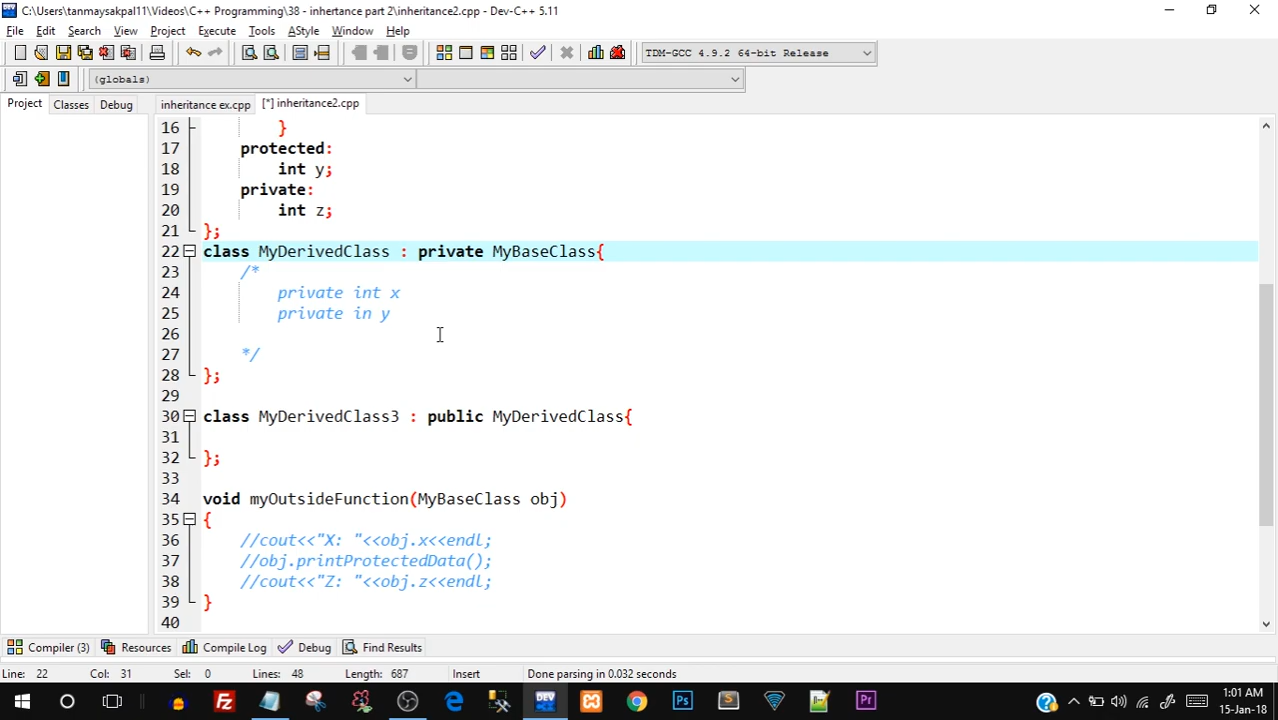 C:\Users\tanmaysakpal11\Videos\C++ Programming\38 - inhertance part 2\inheritance2.cpp - Dev-C++ 5.11
File Edit Search View Project Execute Tools AStyle Window Help
TDM-GCC 4.9.2 64-bit Release
(globals)
Project Classes Debug inheritance ex.cpp [*] inheritance2.cpp
16 }
17 protected:
18 int y;
19 private:
20 int z;
21 };
22 class MyDerivedClass : private MyBaseClass{
23 /*
24 private int x
25 private in y
26
27 */
28 };
29
30 class MyDerivedClass3 : public MyDerivedClass{
31
32 };
33
34 void myOutsideFunction(MyBaseClass obj)
35 {
36 //cout<<"X: "<<obj.x<<endl;
37 //obj.printProtectedData();
38 //cout<<"Z: "<<obj.z<<endl;
39 }
40
Compiler (3) Resources Compile Log Debug Find Results
Line: 22 Col: 31 Sel: 0 Lines: 48 Length: 687 Insert Done parsing in 0.032 seconds
1:01 AM
15-Jan-18